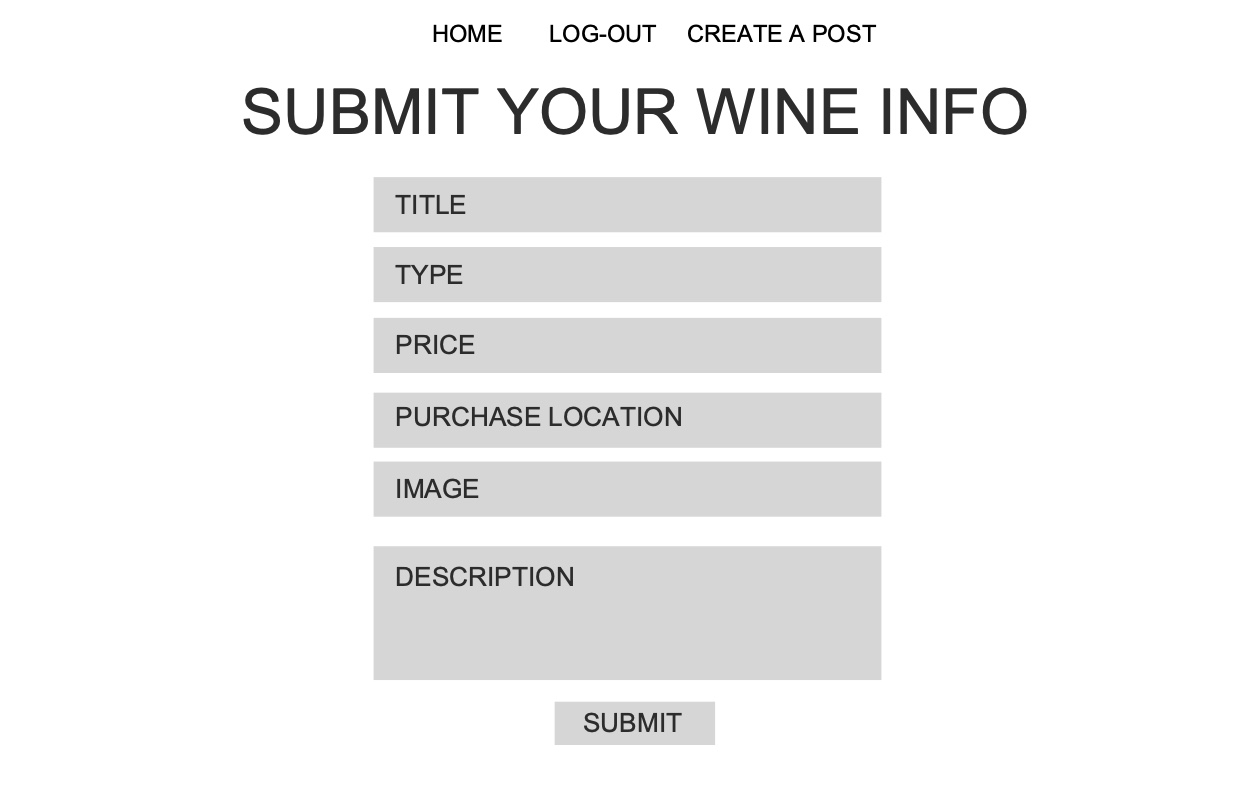 HOME LOG-OUT CREATE A POST
SUBMIT YOUR WINE INFO
TITLE
TYPE
PRICE
PURCHASE LOCATION
IMAGE
DESCRIPTION
SUBMIT